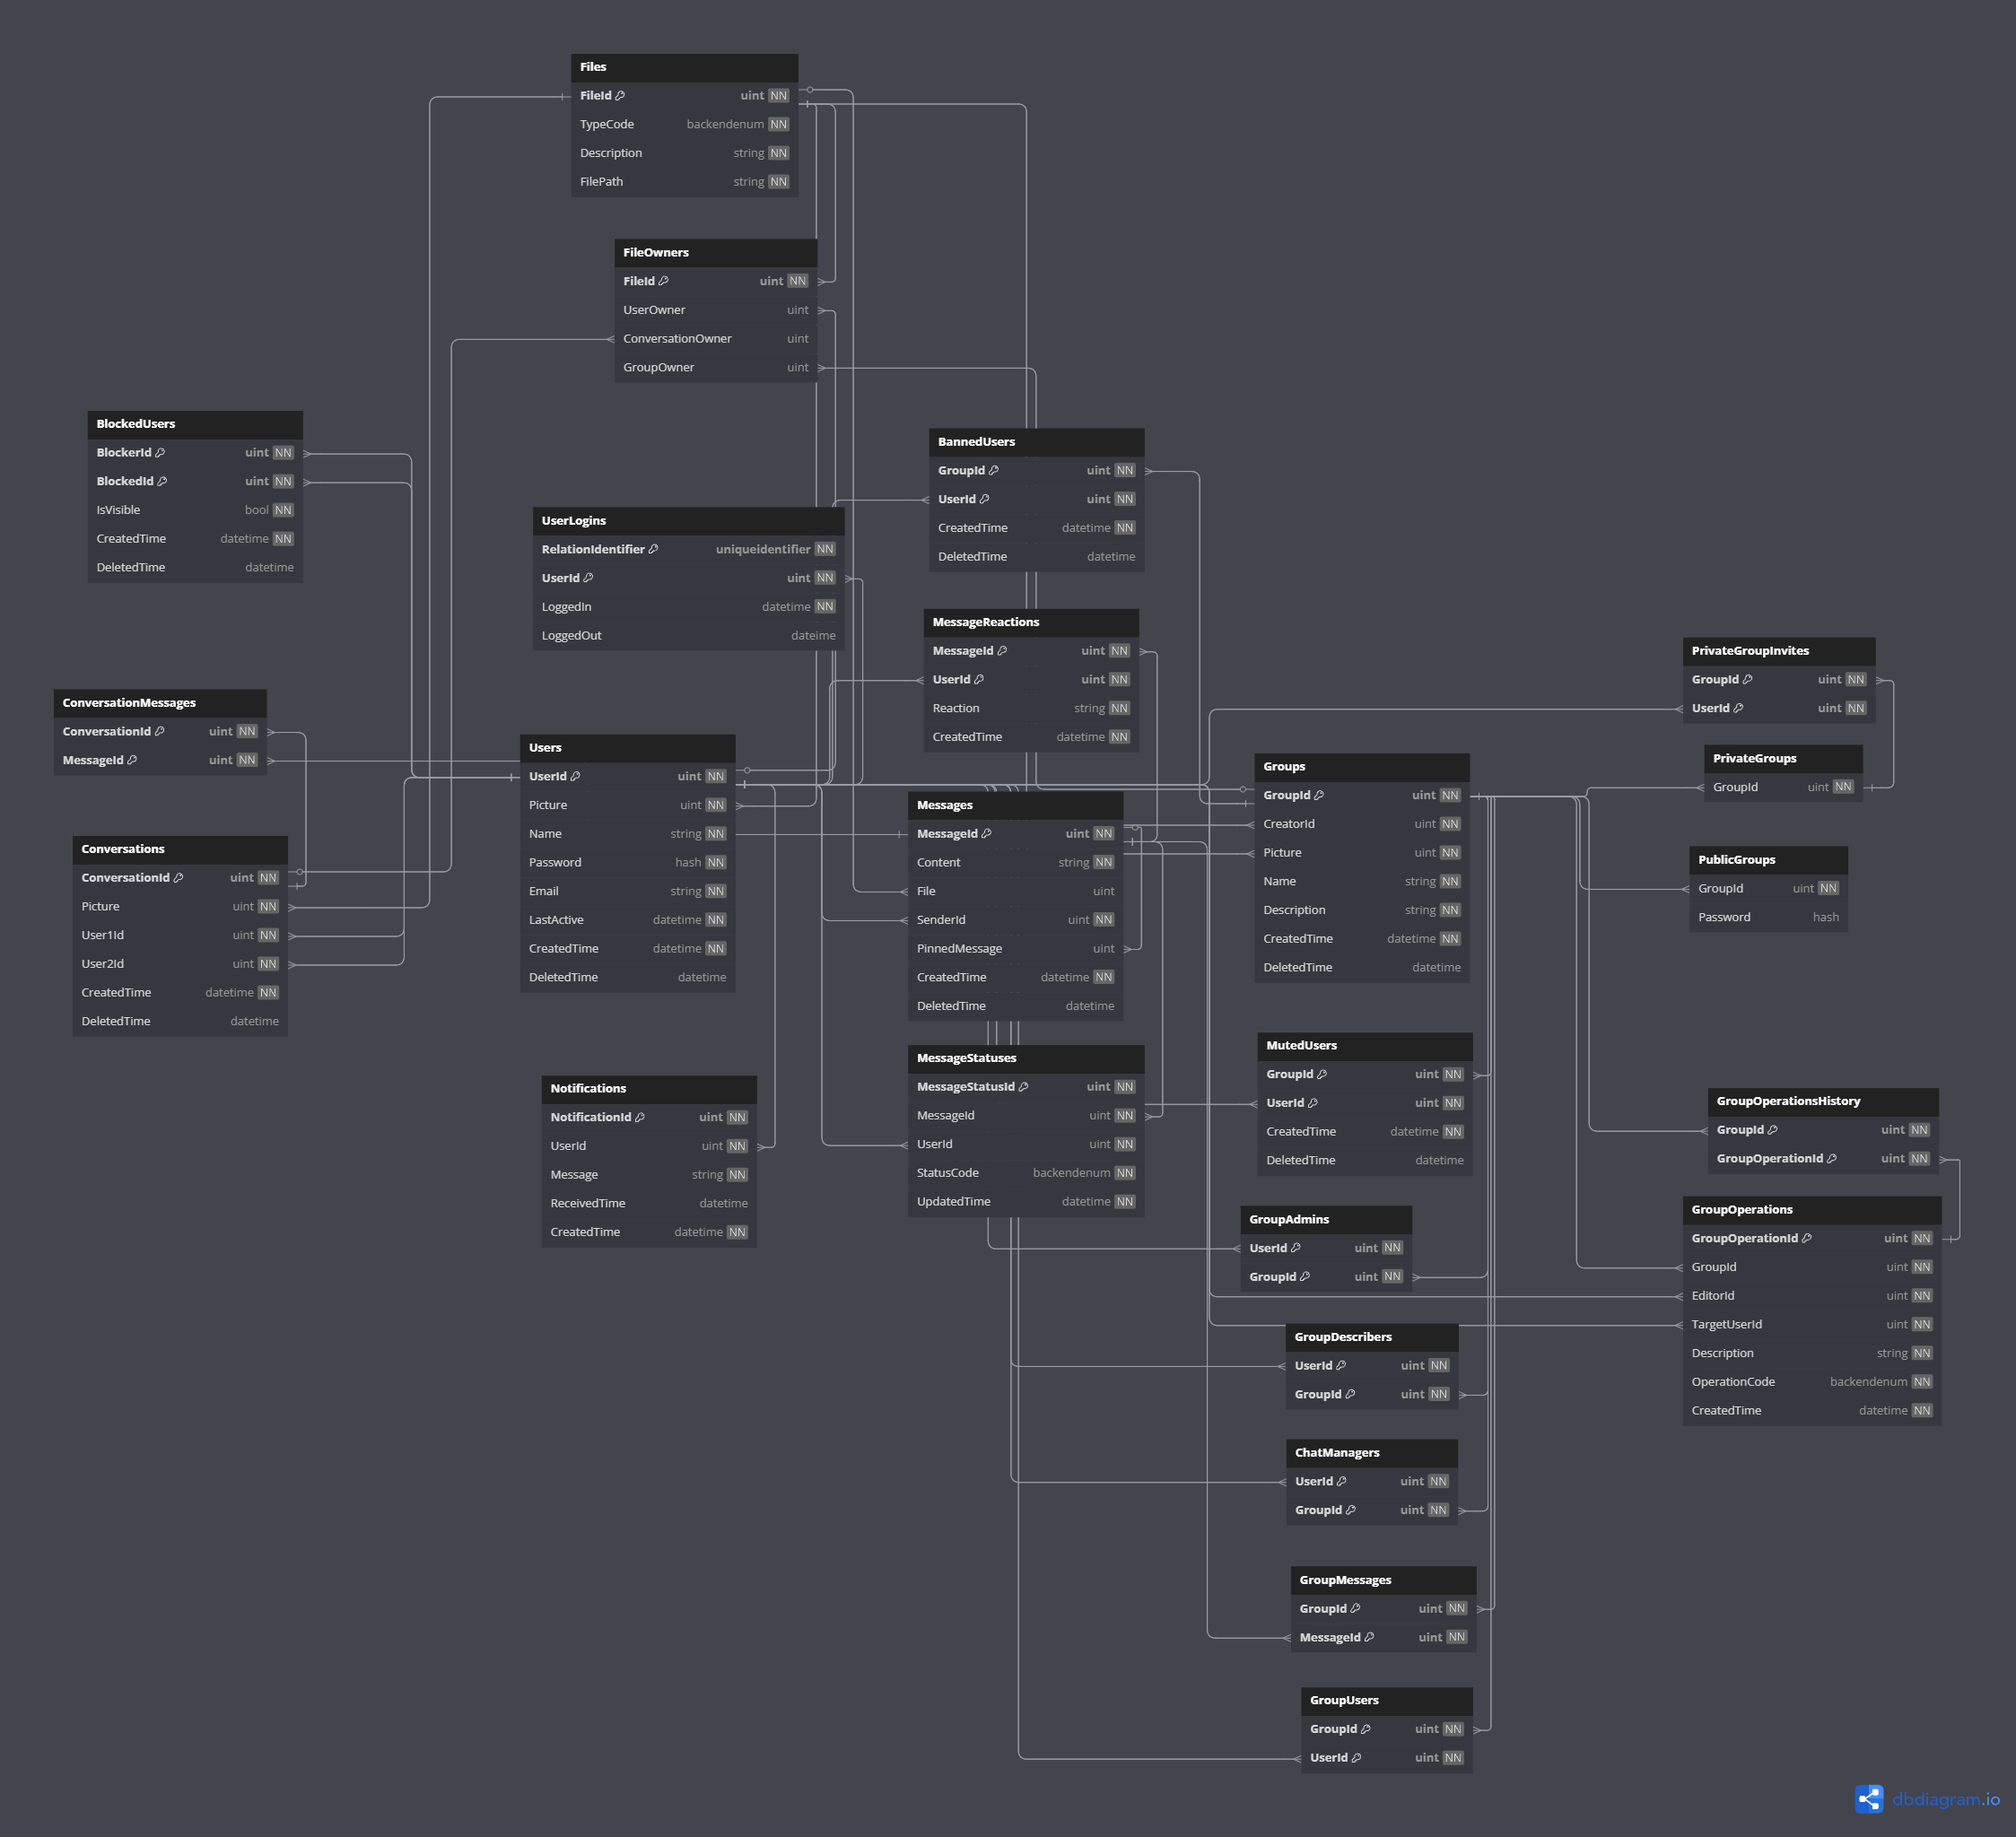 Files
FileId uint NN
TypeCode backendenum NN
Description string NN
FilePath string NN
FileOwners
FileId uint NN
UserOwner uint
ConversationOwner uint
GroupOwner uint
BlockedUsers
BlockerId uint NN
BlockedId uint NN
IsVisible bool NN
CreatedTime datetime NN
DeletedTime datetime
BannedUsers
GroupId uint NN
UserId uint NN
CreatedTime datetime NN
DeletedTime datetime
UserLogins
RelationIdentifier uniqueidentifier NN
UserId uint NN
LoggedIn datetime NN
LoggedOut dateime
MessageReactions
MessageId uint NN
UserId uint NN
Reaction string NN
CreatedTime datetime NN
PrivateGroupInvites
GroupId uint NN
UserId uint NN
ConversationMessages
ConversationId uint NN
MessageId uint NN
Users
UserId uint NN
Picture uint NN
Name string NN
Password hash NN
Email string NN
LastActive datetime NN
CreatedTime datetime NN
DeletedTime datetime
PrivateGroups
GroupId uint NN
Groups
GroupId uint NN
CreatorId uint NN
Picture uint NN
Name string NN
Description string NN
CreatedTime datetime NN
DeletedTime datetime
Messages
MessageId uint NN
Content string NN
File uint
SenderId uint NN
PinnedMessage uint
CreatedTime datetime NN
DeletedTime datetime
Conversations
ConversationId uint NN
Picture uint NN
User1Id uint NN
User2Id uint NN
CreatedTime datetime NN
DeletedTime datetime
PublicGroups
GroupId uint NN
Password hash
MutedUsers
GroupId uint NN
UserId uint NN
CreatedTime datetime NN
DeletedTime datetime
MessageStatuses
MessageStatusId uint NN
MessageId uint NN
UserId uint NN
StatusCode backendenum NN
UpdatedTime datetime NN
Notifications
NotificationId uint NN
UserId uint NN
Message string NN
ReceivedTime datetime
CreatedTime datetime NN
GroupOperationsHistory
GroupId uint NN
GroupOperationId uint NN
GroupOperations
GroupOperationId uint NN
GroupId uint NN
EditorId uint NN
TargetUserId uint NN
Description string NN
OperationCode backendenum NN
CreatedTime datetime NN
GroupAdmins
UserId uint NN
GroupId uint NN
GroupDescribers
UserId uint NN
GroupId uint NN
ChatManagers
UserId uint NN
GroupId uint NN
GroupMessages
GroupId uint NN
MessageId uint NN
GroupUsers
GroupId uint NN
UserId uint NN
dbdiagram.io